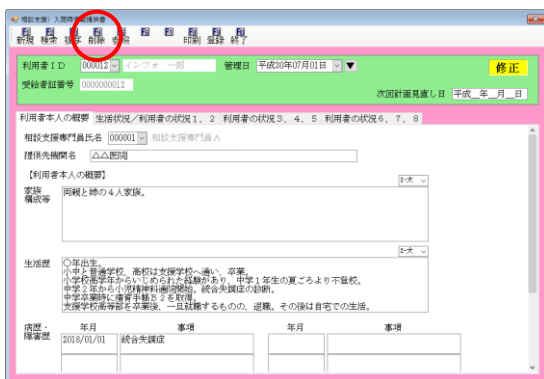 相談支援）入院時情報提供書
新規 検索 複写 削除 参照 印刷 登録 終了
利用者ＩＤ 000012 インフォ 一郎 管理日 平成30年07月01日 ▼ 修正
受給者証番号 0000000012
次回計画見直し日 平成__年__月__日
利用者本人の概要 生活状況／利用者の状況１、２ 利用者の状況３、４、５ 利用者の状況６、７、８
相談支援専門員氏名 000001 相談支援専門員Ａ
提供先機関名 △△医院
【利用者本人の概要】
ﾖ-大
家族構成等 両親と姉の４人家族。
ﾖ-大
生活歴 〇年出生。
小中と普通学校、高校は支援学校へ通い、卒業。
小学校高学年からいじめられた経験があり、中学１年生の夏ごろより不登校。
中学２年から小児精神科通院開始。統合失調症の診断。
中学卒業時に療育手帳Ｂ２を取得。
支援学校高等部を卒業後、一旦就職するものの、退職。その後は自宅での生活。
病歴・障害歴 年月 事項 年月 事項
2018/01/01 統合失調症